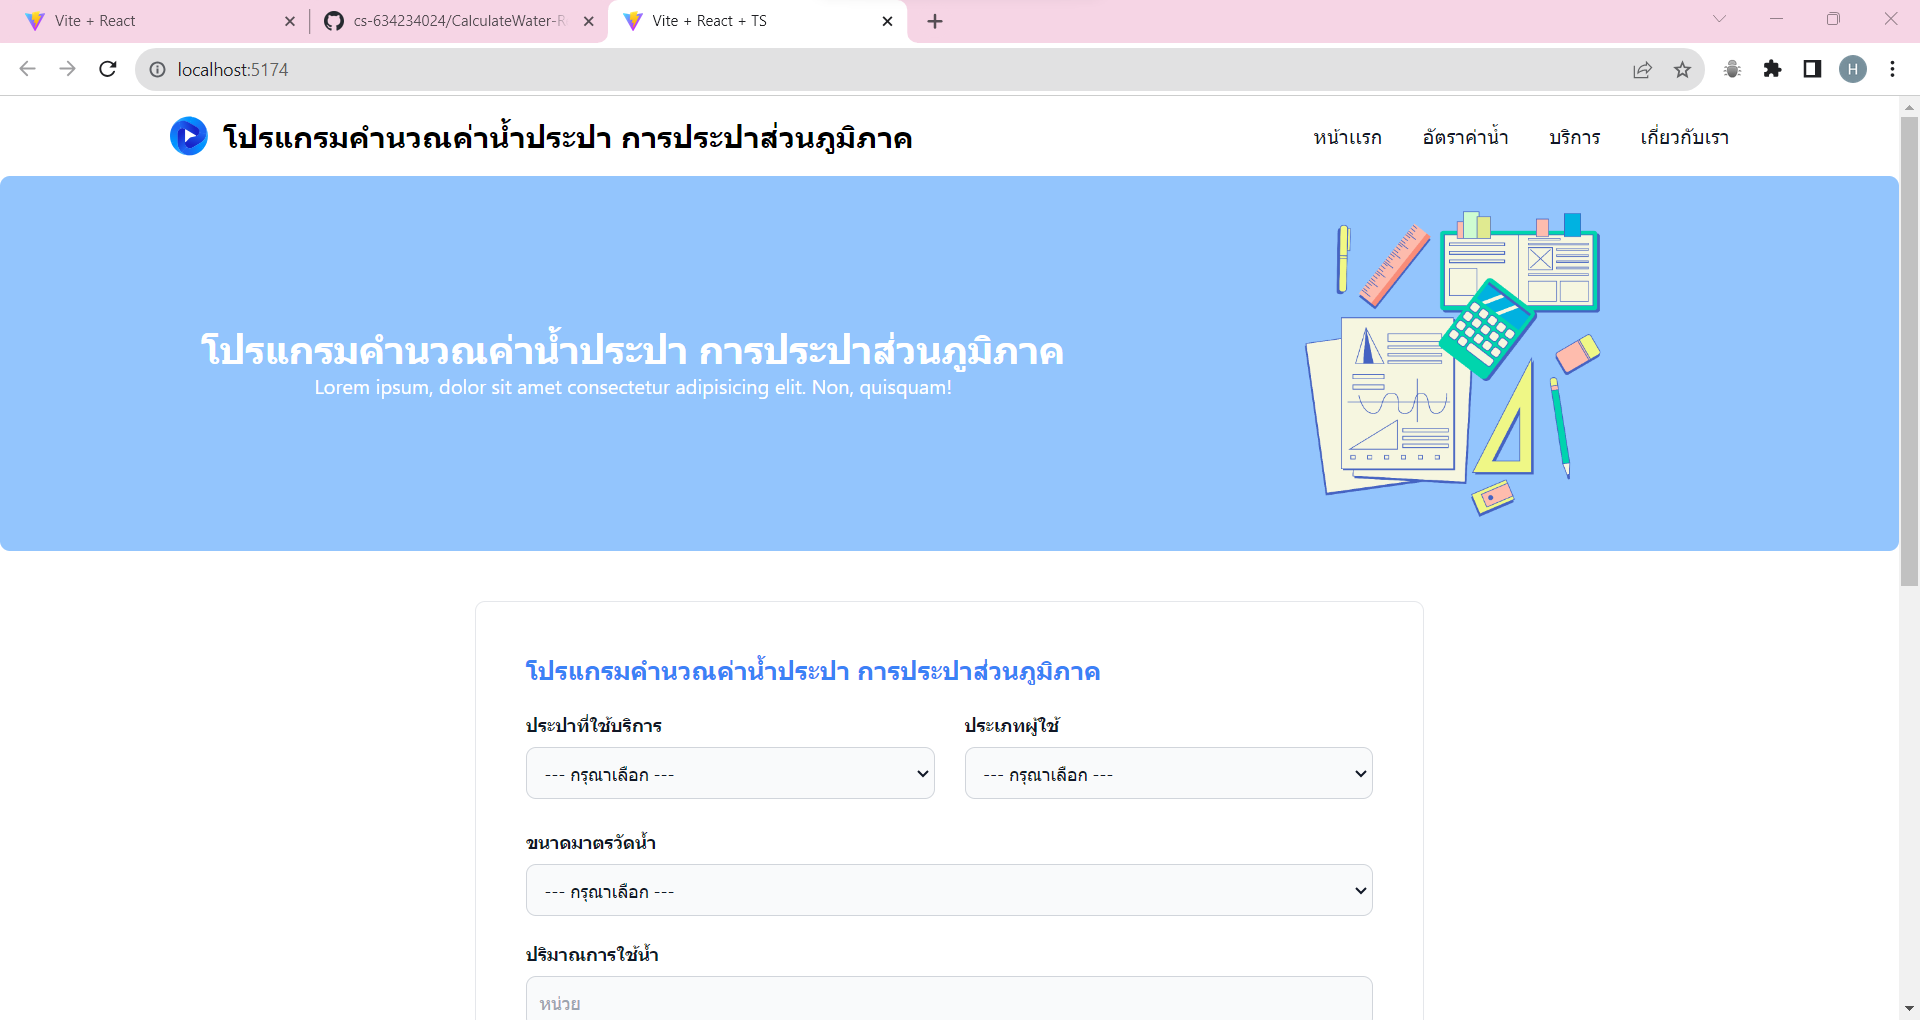 Vite + React
cs-634234024/CalculateWater-R
Vite + React + TS
localhost:5174
H
โปรแกรมคำนวณค่าน้ำประปา การประปาส่วนภูมิภาค
หน้าแรก
อัตราค่าน้ำ
บริการ
เกี่ยวกับเรา
โปรแกรมคำนวณค่าน้ำประปา การประปาส่วนภูมิภาค
Lorem ipsum, dolor sit amet consectetur adipisicing elit. Non, quisquam!
โปรแกรมคำนวณค่าน้ำประปา การประปาส่วนภูมิภาค
ประปาที่ใช้บริการ
ประเภทผู้ใช้
--- กรุณาเลือก ---
--- กรุณาเลือก ---
ขนาดมาตรวัดน้ำ
--- กรุณาเลือก ---
ปริมาณการใช้น้ำ
หน่วย